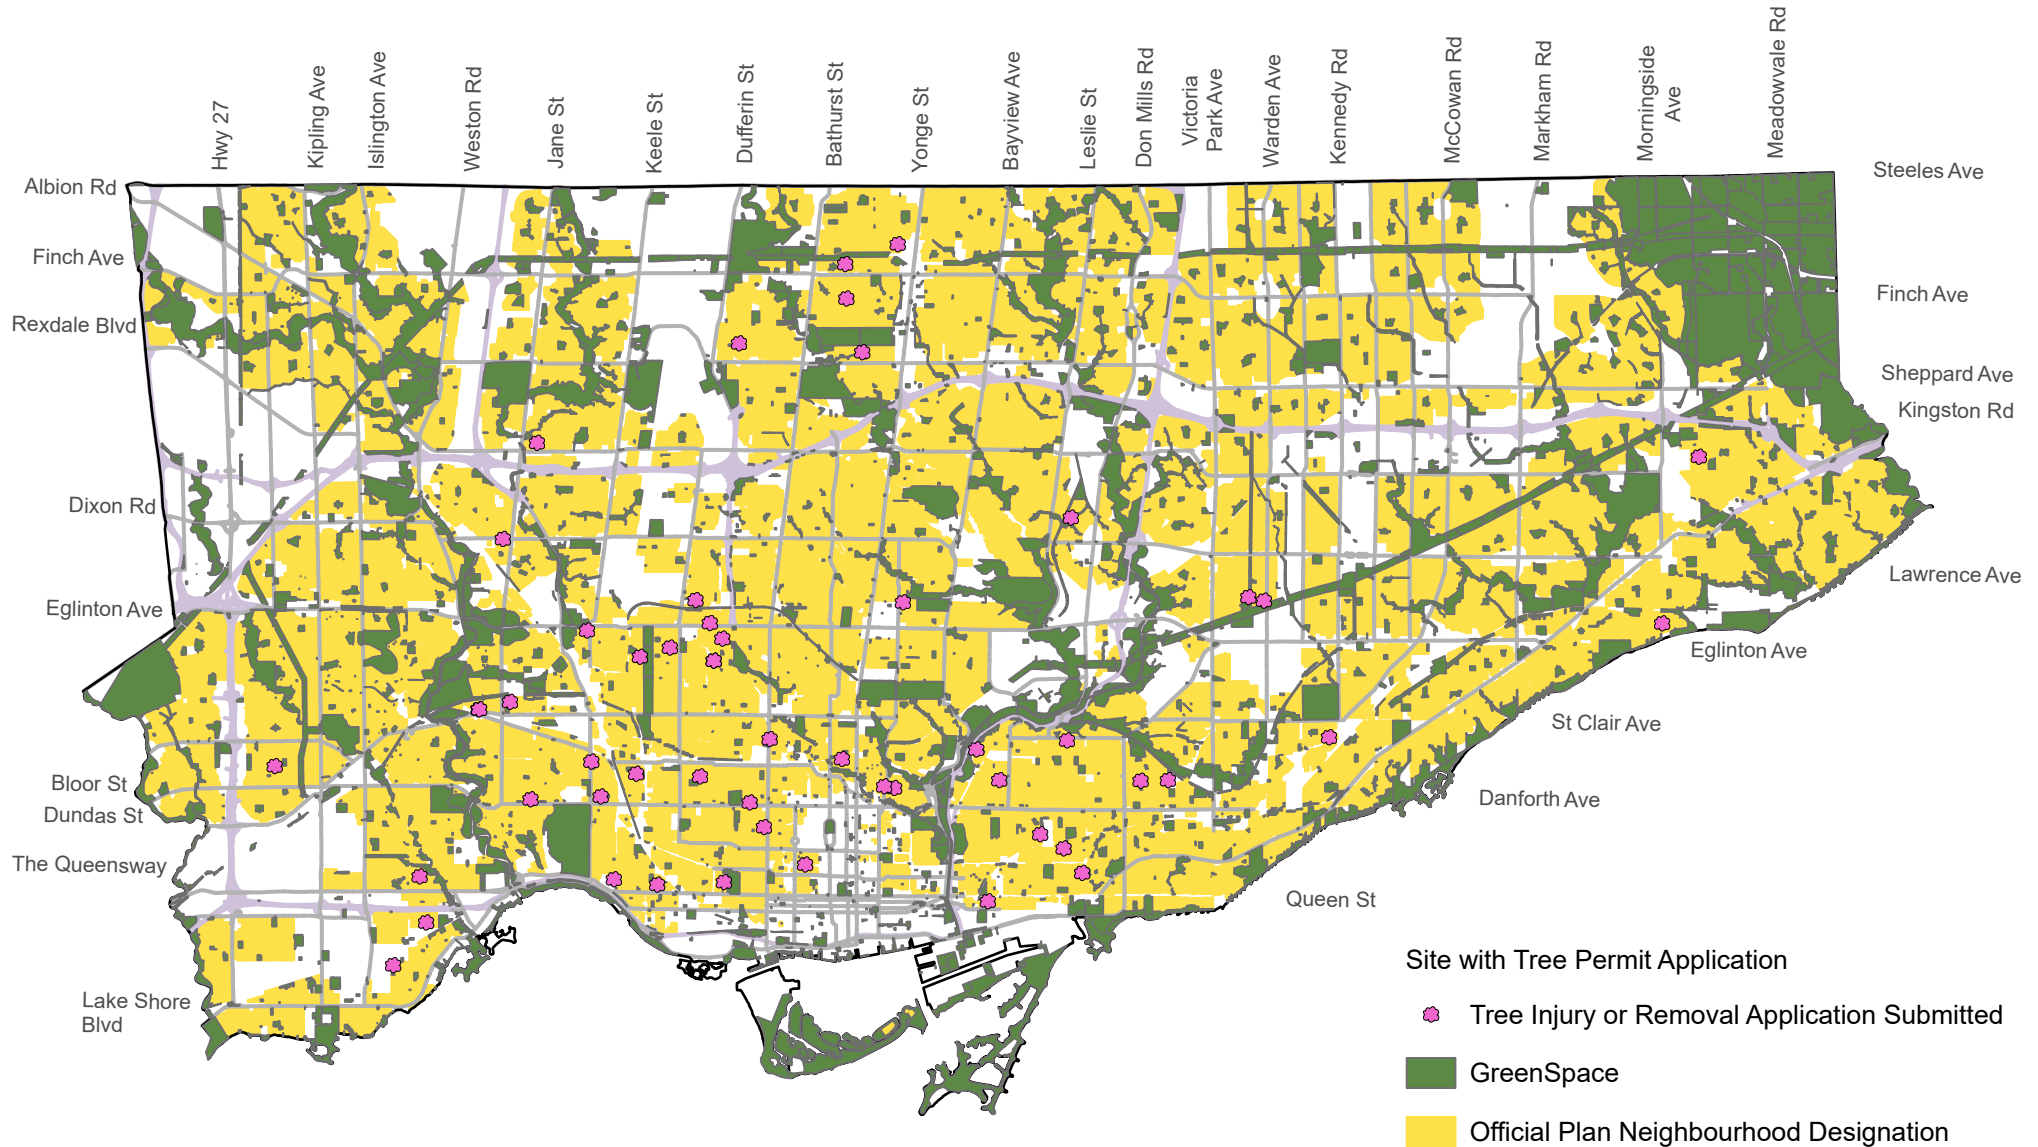 Hwy 27
Kipling Ave
Islington Ave
Weston Rd
Jane St
Keele St
Dufferin St
Bathurst St
Yonge St
Bayview Ave
Leslie St
Don Mills Rd
Victoria
Park Ave
Warden Ave
Kennedy Rd
McCowan Rd
Markham Rd
Morningside
Ave
Meadowvale Rd
Albion Rd
Finch Ave
Rexdale Blvd
Dixon Rd
Eglinton Ave
Bloor St
Dundas St
The Queensway
Lake Shore
Blvd
Steeles Ave
Finch Ave
Sheppard Ave
Kingston Rd
Lawrence Ave
Eglinton Ave
St Clair Ave
Danforth Ave
Queen St
Site with Tree Permit Application
Tree Injury or Removal Application Submitted
GreenSpace
Official Plan Neighbourhood Designation